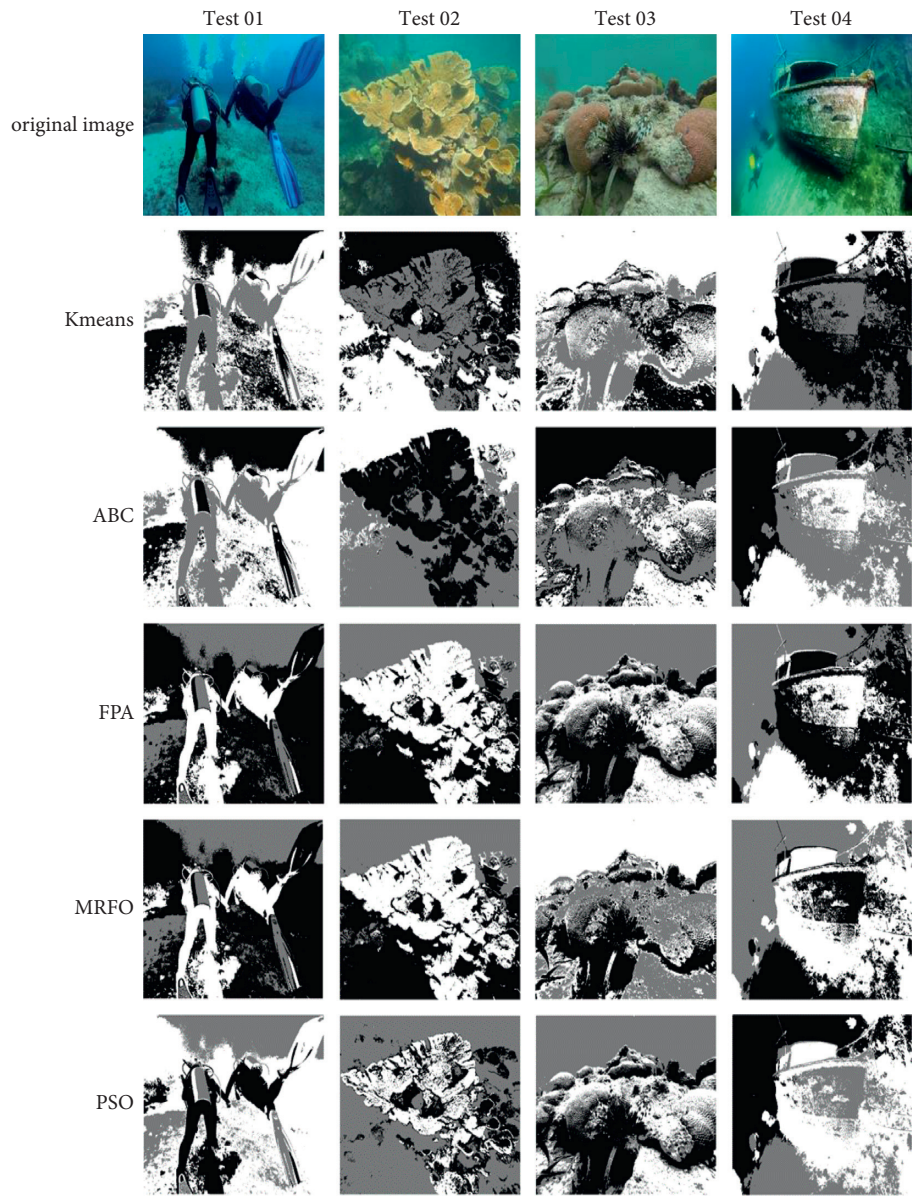 Test 01 Test 02 Test 03 Test 04
original image
Kmeans
ABC
FPA
MRFO
PSO